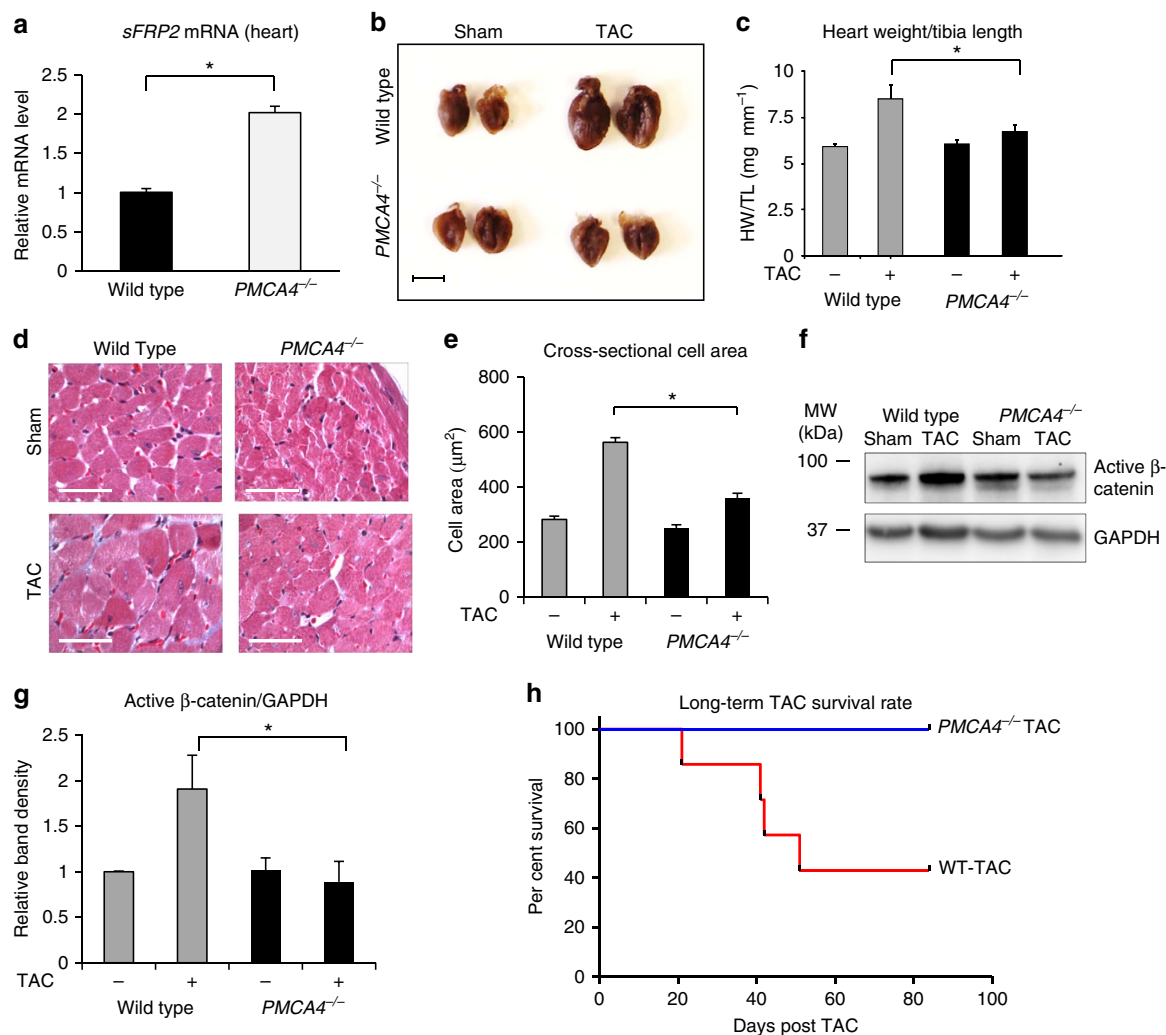 a
sFRP2 mRNA (heart)
Relative mRNA level
2.5
2
1.5
1
0.5
0
*
Wild type
PMCA4–/–
b
Sham
TAC
Wild type
PMCA4–/–
c
Heart weight/tibia length
HW/TL (mg mm–1)
10
7.5
5
2.5
0
*
TAC – + – +
Wild type
PMCA4–/–
d
Wild Type
PMCA4–/–
Sham
TAC
e
Cross-sectional cell area
Cell area (μm2)
800
600
400
200
0
*
TAC – + – +
Wild type
PMCA4–/–
f
MW
(kDa)
Wild type
PMCA4–/–
Sham TAC Sham TAC
100
Active β-
catenin
37
GAPDH
g
Active β-catenin/GAPDH
Relative band density
2.5
2
1.5
1
0.5
0
*
TAC – + – +
Wild type
PMCA4–/–
h
Long-term TAC survival rate
Per cent survival
100
80
60
40
20
0
PMCA4–/– TAC
WT-TAC
0 20 40 60 80 100
Days post TAC